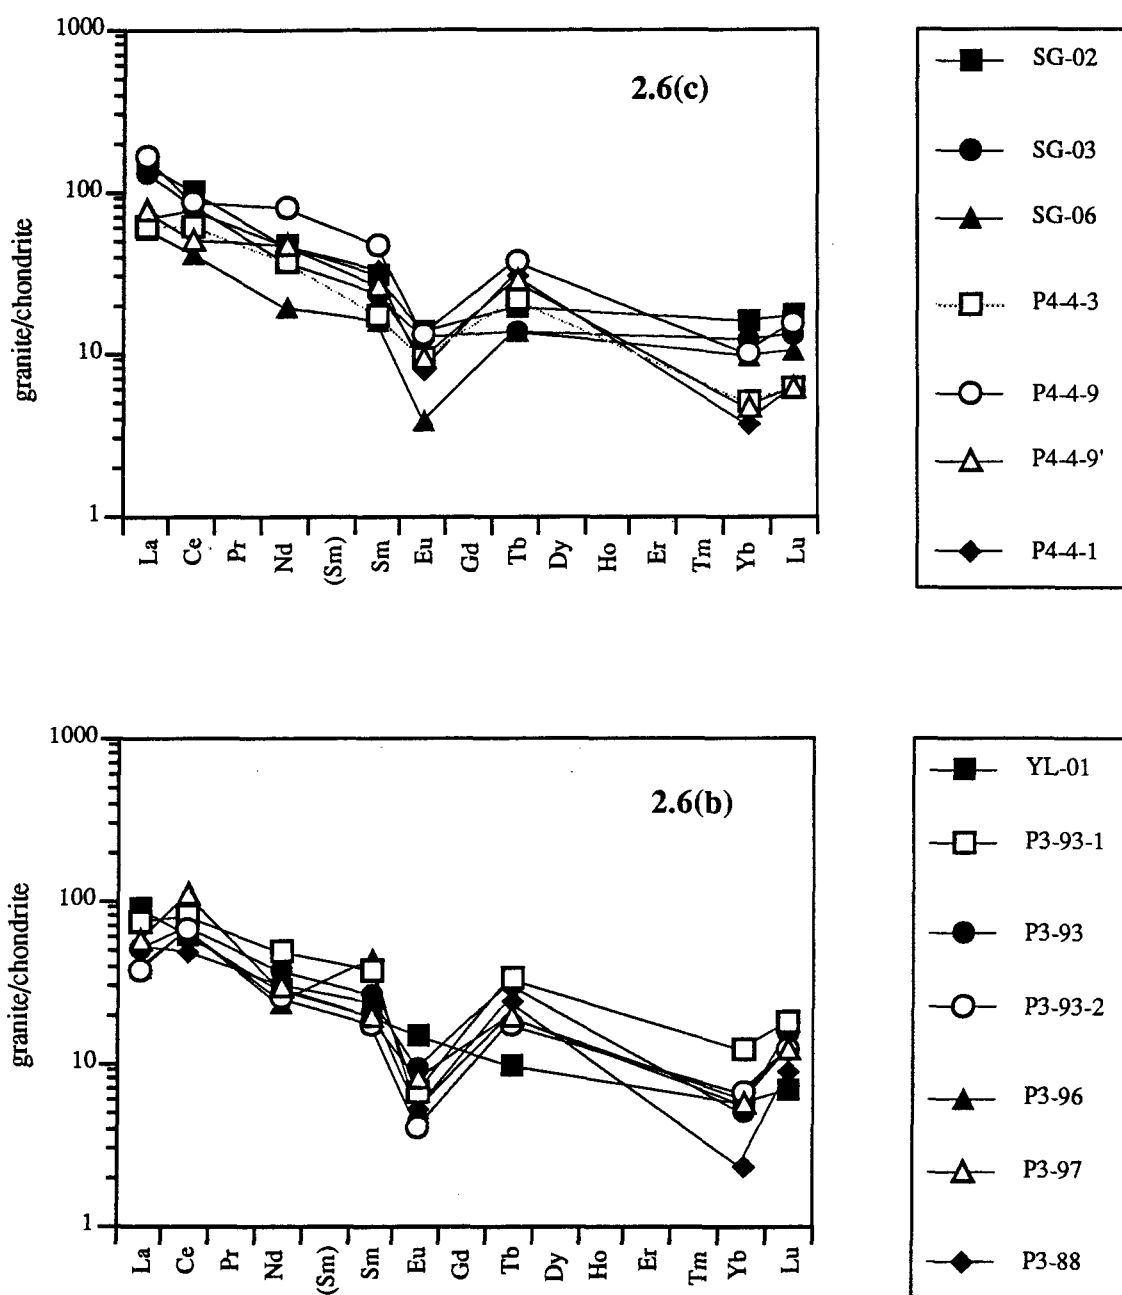 1000
100
10
1
granite/chondrite
2.6(c)
La Ce Pr Nd (Sm) Sm Eu Gd Tb Dy Ho Er Tm Yb Lu
SG-02
SG-03
SG-06
P4-4-3
P4-4-9
P4-4-9'
P4-4-1
1000
100
10
1
granite/chondrite
2.6(b)
La Ce Pr Nd (Sm) Sm Eu Gd Tb Dy Ho Er Tm Yb Lu
YL-01
P3-93-1
P3-93
P3-93-2
P3-96
P3-97
P3-88